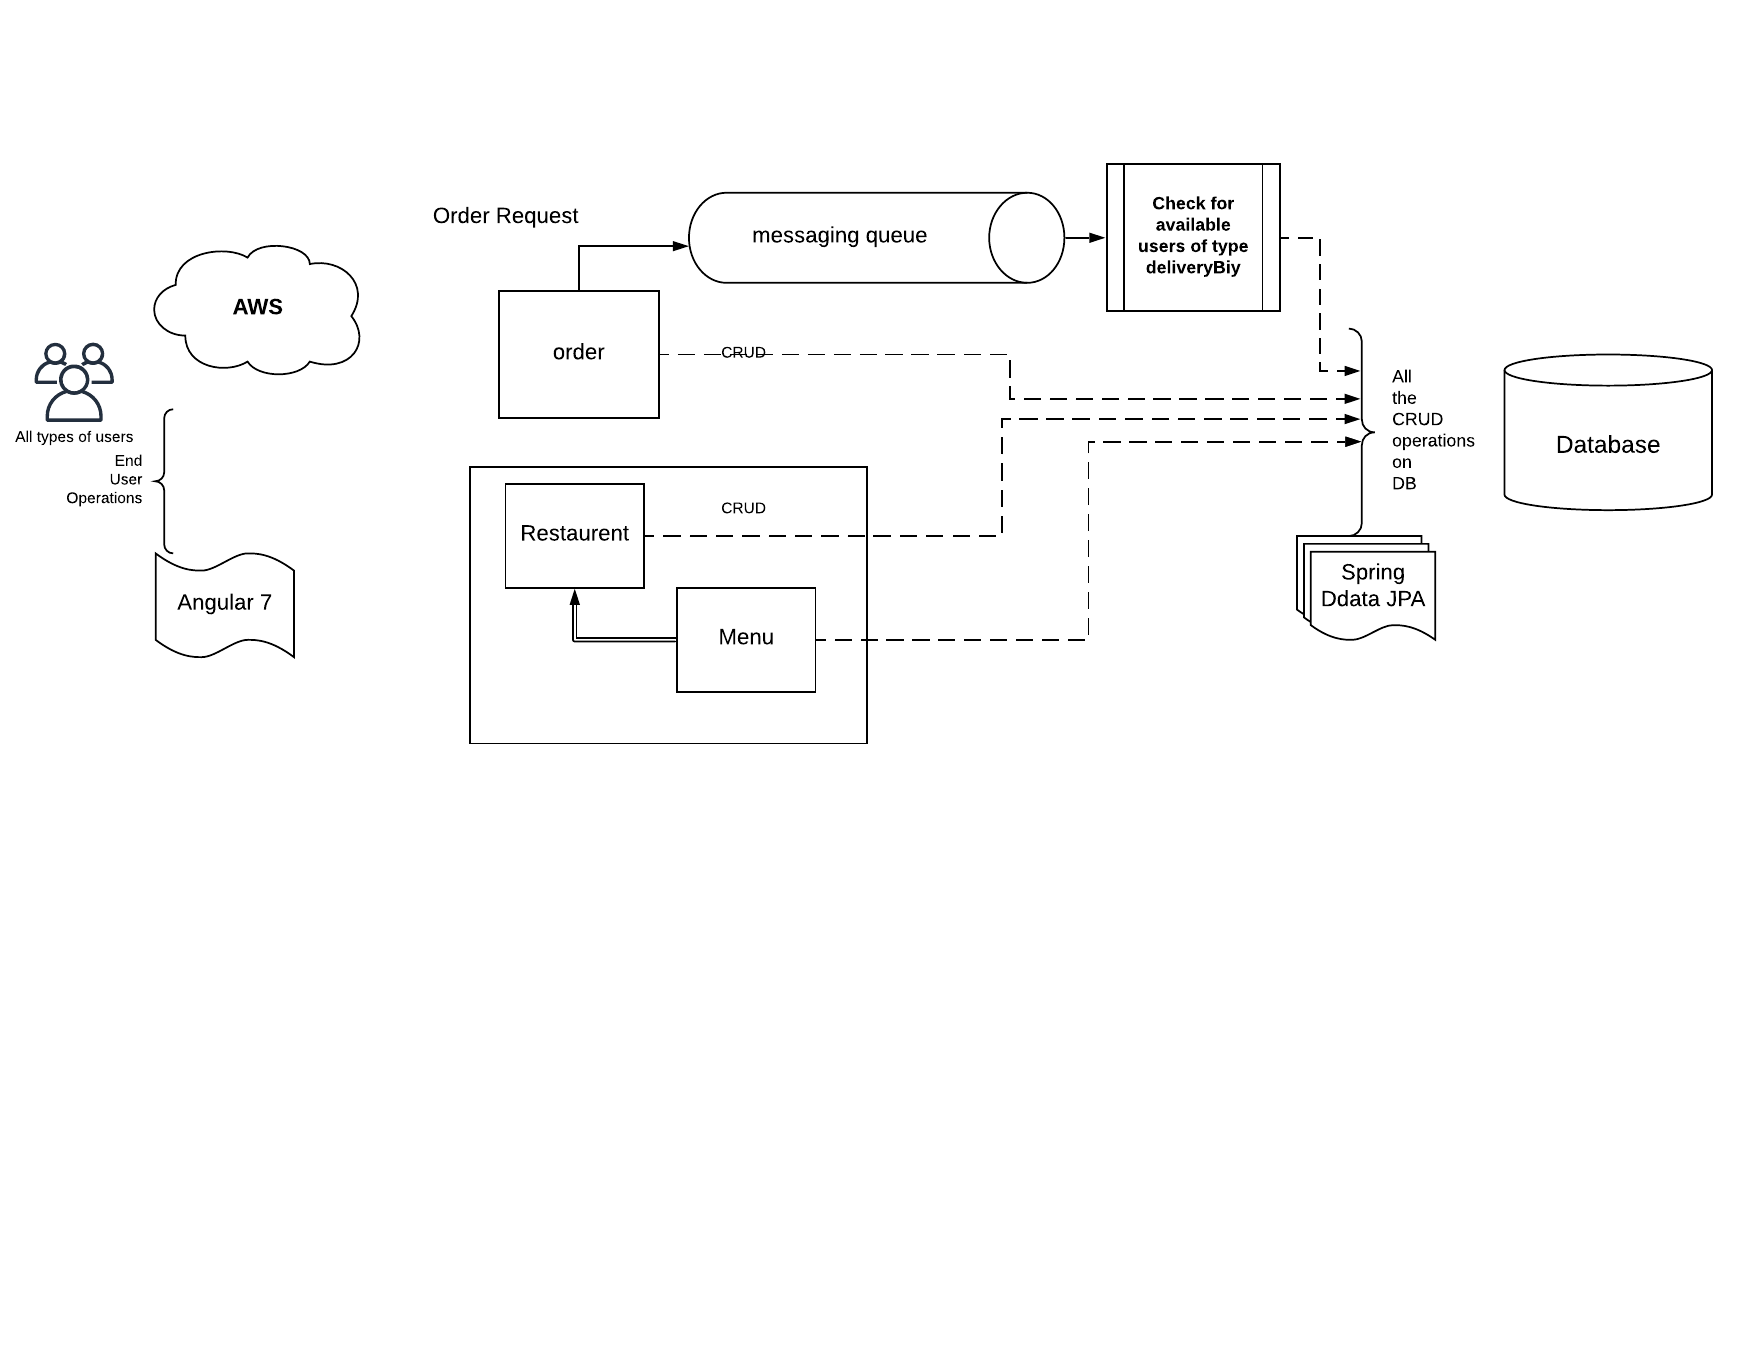 Order Request
messaging queue
Check for
available
users of type
deliveryBiy
AWS
order
CRUD
All types of users
End
User
Operations
All
the
CRUD
operations
on
DB
Database
Restaurent
CRUD
Angular 7
Menu
Spring
Ddata JPA